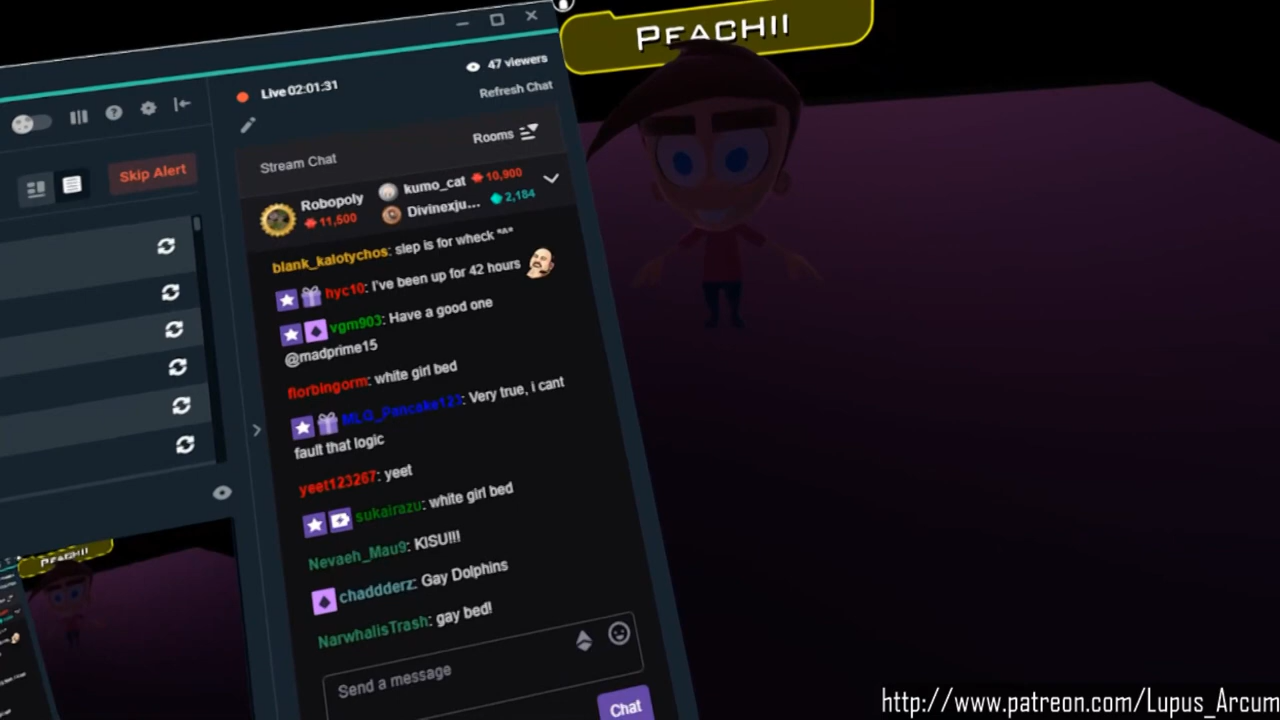 PEACHII
47 viewers
Live 02:01:31
Refresh Chat
Rooms
Stream Chat
Skip Alert
Robopoly
11,500
kumo_cat 10,900
Divinexju... 2,184
blank_kalotychos: slep is for wheck *^*
hyc10: I've been up for 42 hours
vgm903: Have a good one
@madprime15
florbingorm: white girl bed
MLG_Pancake123: Very true, i cant
fault that logic
yeet123267: yeet
sukairazu: white girl bed
Nevaeh_Mau9: KISU!!!
chaddderz: Gay Dolphins
NarwhalisTrash: gay bed!
Send a message
Chat
PEACHII
http://www.patreon.com/Lupus_Arcum